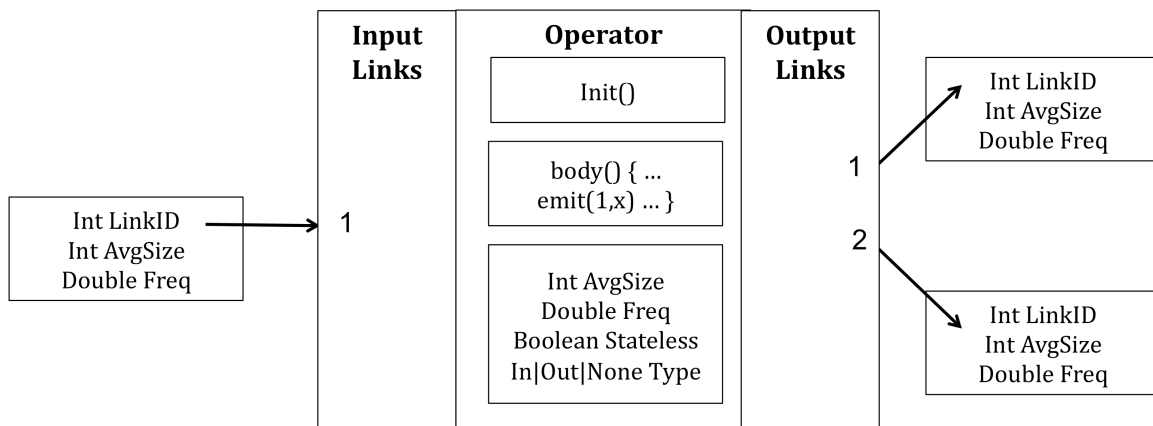 Int LinkID
Int AvgSize
Double Freq
Input
Links
1
Operator
Init()
body() { …
emit(1,x) … }
Int AvgSize
Double Freq
Boolean Stateless
In|Out|None Type
Output
Links
1
2
Int LinkID
Int AvgSize
Double Freq
Int LinkID
Int AvgSize
Double Freq